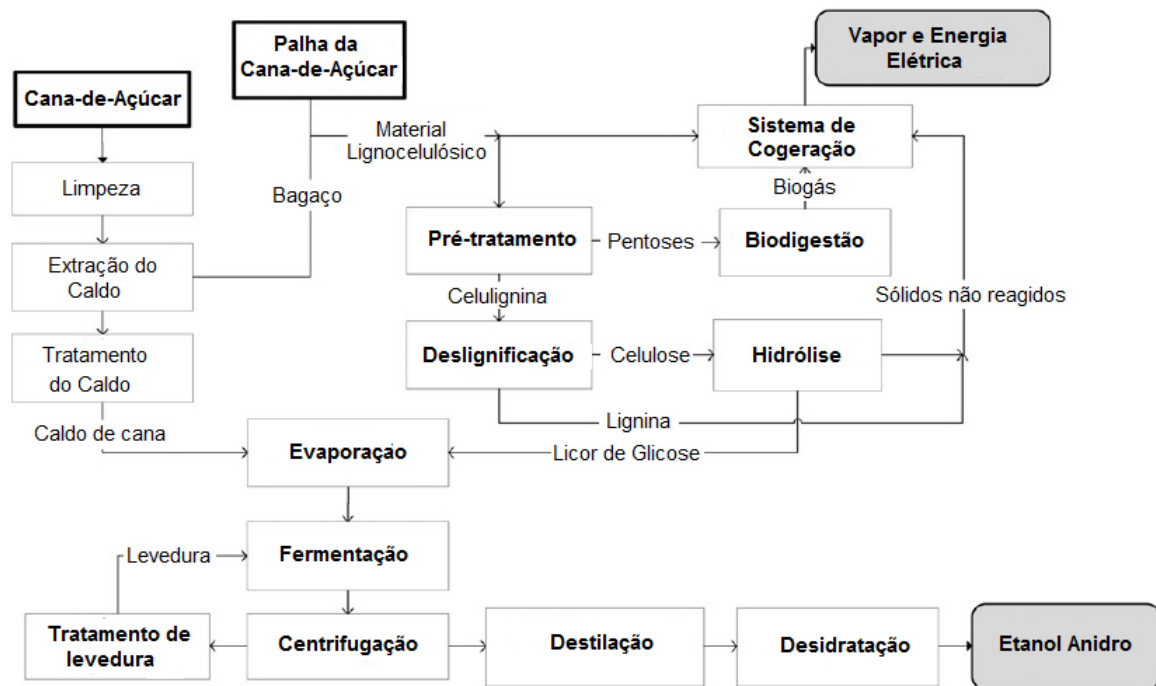 Palha da
Cana-de-Açúcar
Vapor e Energia
Elétrica
Cana-de-Açúcar
Material
Lignocelulósico
Sistema de
Cogeração
Limpeza
Bagaço
Biogás
Pré-tratamento
Pentoses
Biodigestão
Extração do
Caldo
Celulignina
Sólidos não reagidos
Tratamento
do Caldo
Deslignificação
Celulose
Hidrólise
Lignina
Caldo de cana
Evaporação
Licor de Glicose
Levedura
Fermentação
Tratamento de
levedura
Centrifugação
Destilação
Desidratação
Etanol Anidro